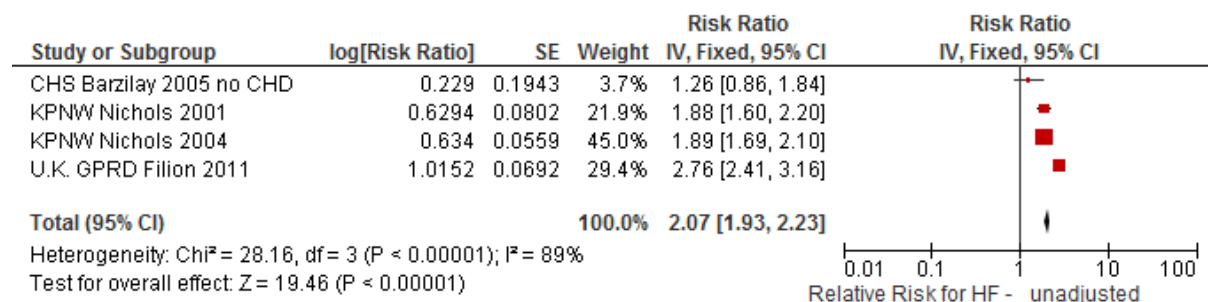 Risk Ratio Risk Ratio
Study or Subgroup log[Risk Ratio] SE Weight IV, Fixed, 95% CI IV, Fixed, 95% CI
CHS Barzilay 2005 no CHD 0.229 0.1943 3.7% 1.26 [0.86, 1.84]
KPNW Nichols 2001 0.6294 0.0802 21.9% 1.88 [1.60, 2.20]
KPNW Nichols 2004 0.634 0.0559 45.0% 1.89 [1.69, 2.10]
U.K. GPRD Filion 2011 1.0152 0.0692 29.4% 2.76 [2.41, 3.16]
Total (95% CI) 100.0% 2.07 [1.93, 2.23]
Heterogeneity: Chi² = 28.16, df = 3 (P < 0.00001); I² = 89%
Test for overall effect: Z = 19.46 (P < 0.00001)
0.01 0.1 1 10 100
Relative Risk for HF - unadjusted